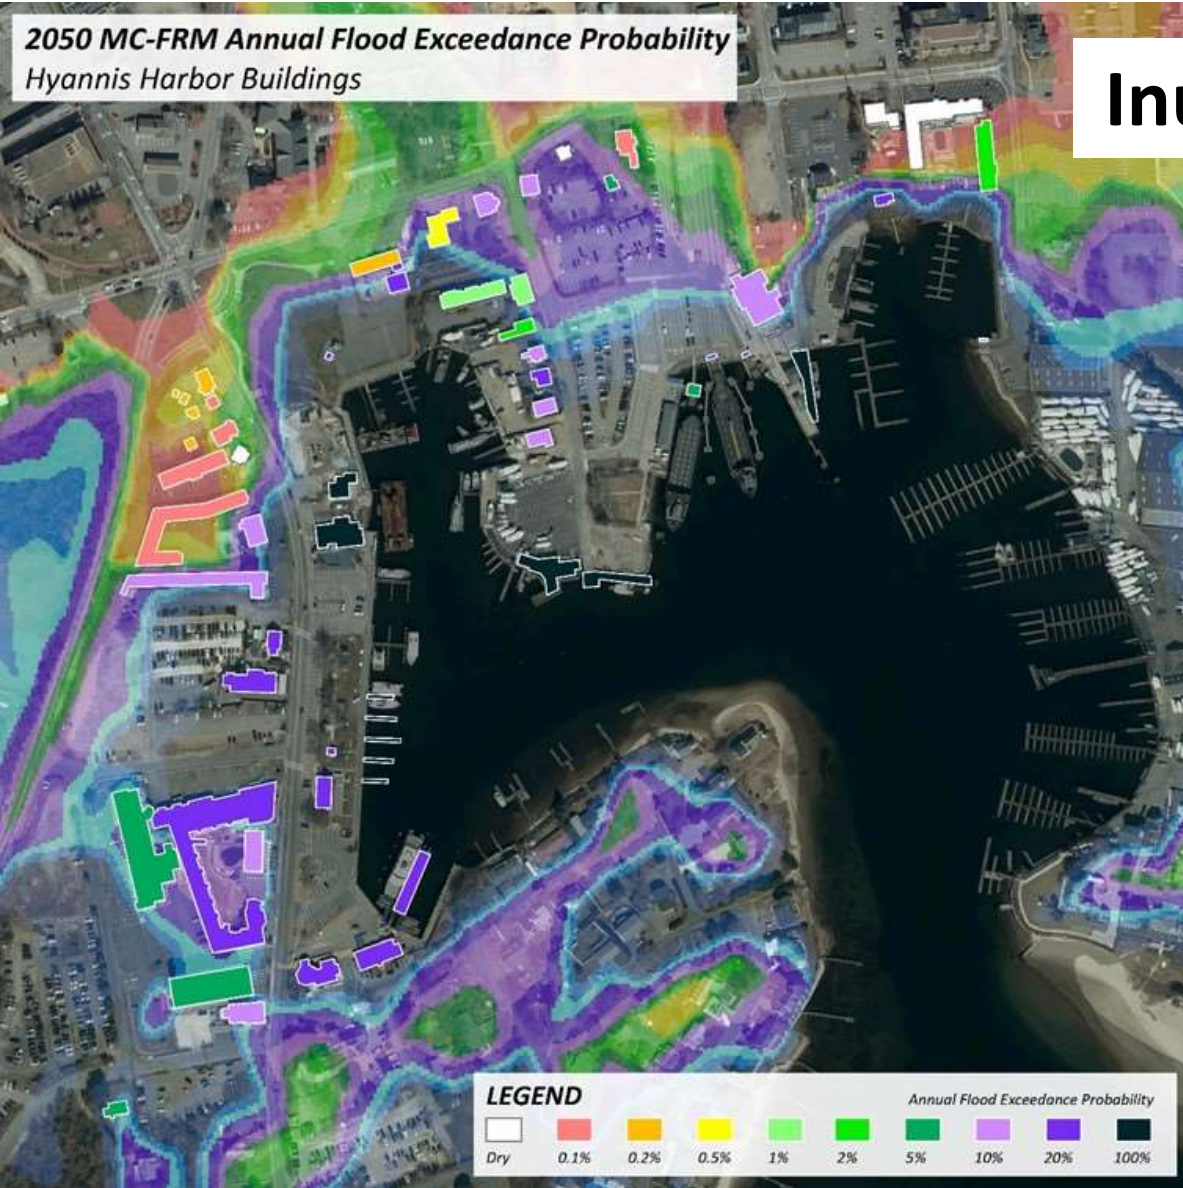 2050 MC-FRM Annual Flood Exceedance Probability
Hyannis Harbor Buildings
Inu
LEGEND
Annual Flood Exceedance Probability
Dry 0.1% 0.2% 0.5% 1% 2% 5% 10% 20% 100%